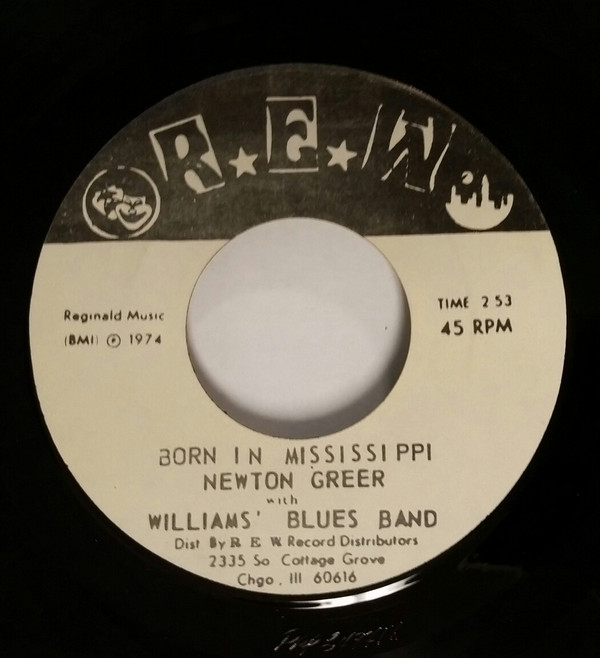 R.★E.★W.
Reginald Music
(BMI) ℗ 1974
TIME 2 53
45 RPM
BORN IN MISSISSIPPI
NEWTON GREER
with
WILLIAMS' BLUES BAND
Dist By R E W Record Distributors
2335 So Cottage Grove
Chgo, Ill 60616